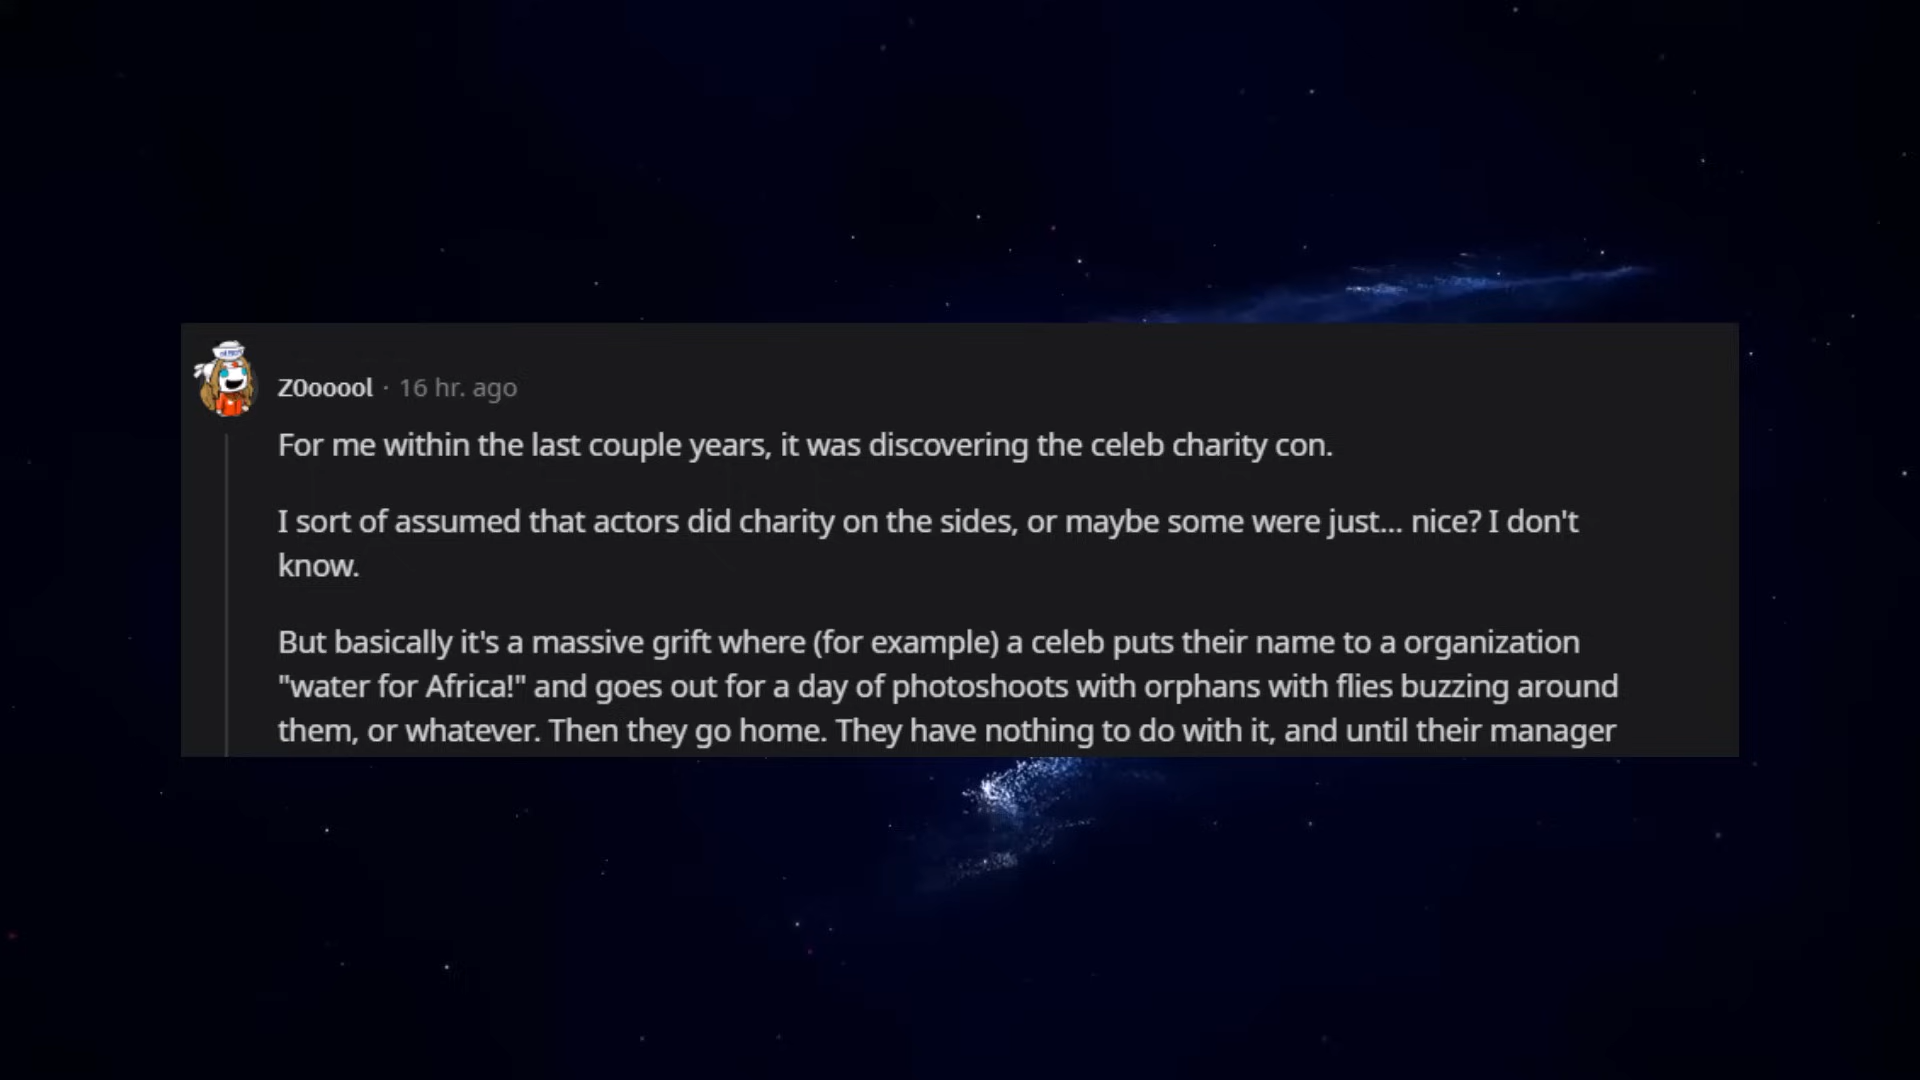 Z0ooool · 16 hr. ago
For me within the last couple years, it was discovering the celeb charity con.
I sort of assumed that actors did charity on the sides, or maybe some were just... nice? I don't
know.
But basically it's a massive grift where (for example) a celeb puts their name to a organization
"water for Africa!" and goes out for a day of photoshoots with orphans with flies buzzing around
them, or whatever. Then they go home. They have nothing to do with it, and until their manager